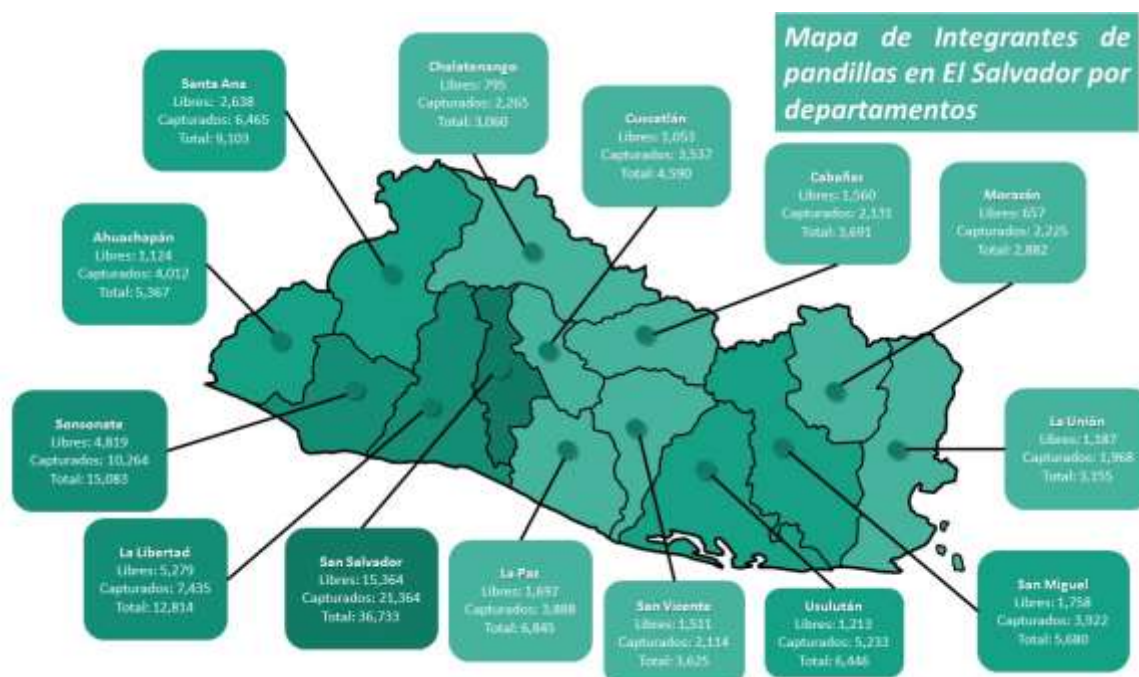 Mapa de Integrantes de
pandillas en El Salvador por
departamentos
Santa Ana
Libres: 2,638
Capturados: 6,465
Total: 9,103
Chalatenango
Libres: 795
Capturados: 2,265
Total: 3,060
Cuscatlán
Libres: 1,053
Capturados: 3,537
Total: 4,590
Cabañas
Libres: 1,560
Capturados: 2,131
Total: 3,691
Morazán
Libres: 657
Capturados: 2,225
Total: 2,882
Ahuachapán
Libres: 1,124
Capturados: 4,012
Total: 5,367
Sonsonate
Libres: 4,819
Capturados: 10,264
Total: 15,083
La Unión
Libres: 1,187
Capturados: 1,968
Total: 3,155
La Libertad
Libres: 5,279
Capturados: 7,435
Total: 12,814
San Salvador
Libres: 15,364
Capturados: 21,364
Total: 36,733
La Paz
Libres: 1,697
Capturados: 3,888
Total: 6,845
San Vicente
Libres: 1,511
Capturados: 2,114
Total: 3,625
Usulután
Libres: 1,213
Capturados: 5,233
Total: 6,446
San Miguel
Libres: 1,758
Capturados: 3,922
Total: 5,680